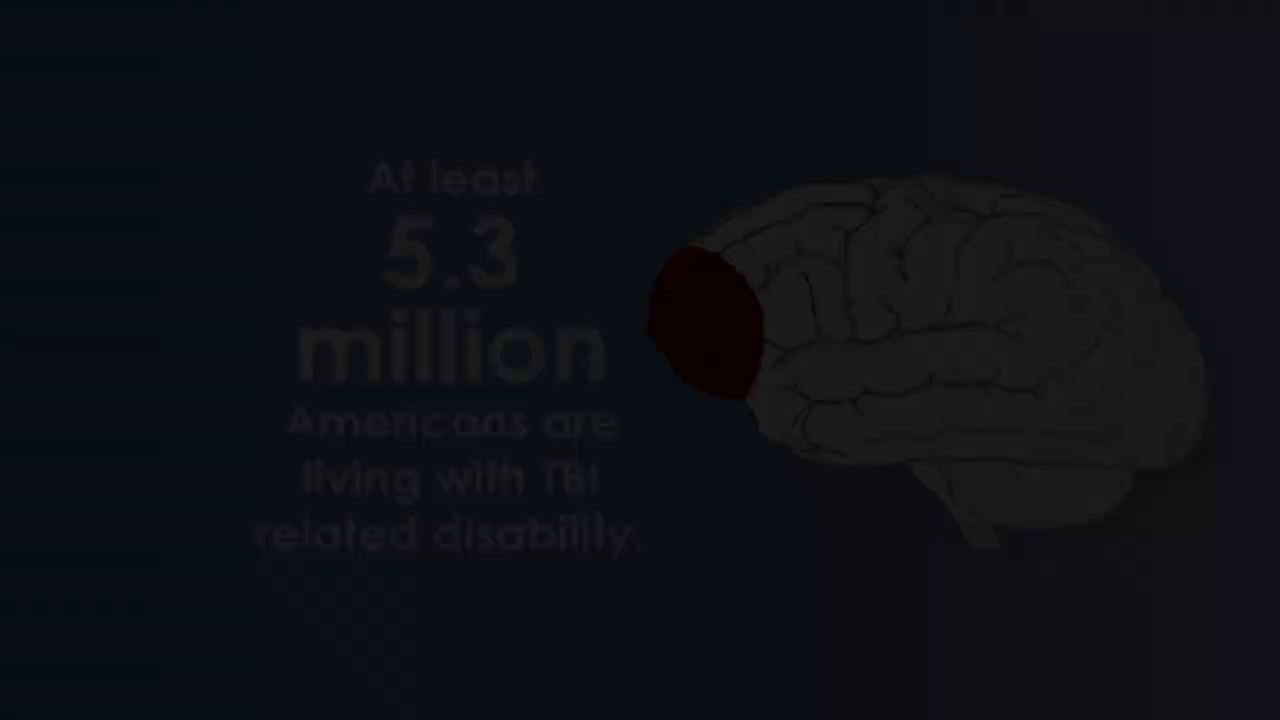 At least
5.3
million
Americans are
living with TBI
related disability.